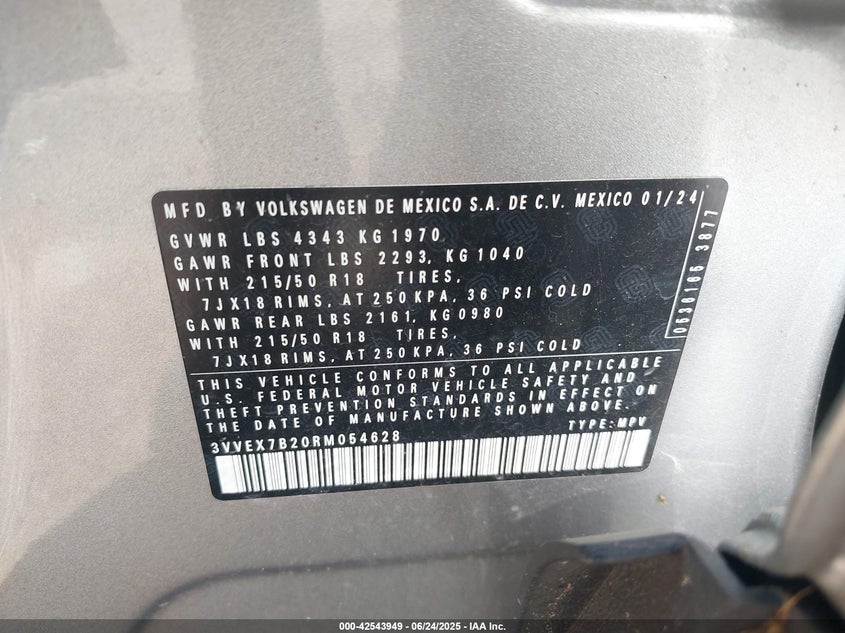 MFD. BY VOLKSWAGEN DE MEXICO S.A. DE C.V. MEXICO 01/24
GVWR LBS 4343 KG 1970
GAWR FRONT LBS 2293, KG 1040
WITH 215/50 R18 TIRES,
7JX18 RIMS, AT 250 KPA, 36 PSI COLD
GAWR REAR LBS 2161, KG 0980
WITH 215/50 R18 TIRES,
7JX18 RIMS, AT 250 KPA, 36 PSI COLD
0536165 3877
THIS VEHICLE CONFORMS TO ALL APPLICABLE
U.S. FEDERAL MOTOR VEHICLE SAFETY AND
THEFT PREVENTION STANDARDS IN EFFECT ON
THE DATE OF MANUFACTURE SHOWN ABOVE.
3VVEX7B20RM054628 TYPE: MPV
000-42543949 - 06/24/2025 - IAA Inc.